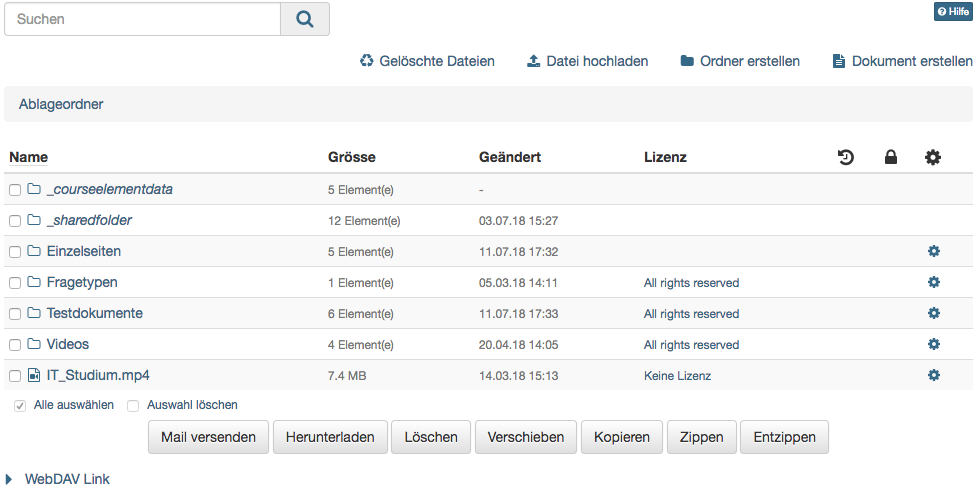 Suchen
Hilfe
Gelöschte Dateien Datei hochladen Ordner erstellen Dokument erstellen
Ablageordner
Name Grösse Geändert Lizenz
_courseelementdata 5 Element(e) -
_sharedfolder 12 Element(e) 03.07.18 15:27
Einzelseiten 5 Element(e) 11.07.18 17:32
Fragetypen 1 Element(e) 05.03.18 14:11 All rights reserved
Testdokumente 6 Element(e) 11.07.18 17:33 All rights reserved
Videos 4 Element(e) 20.04.18 14:05 All rights reserved
IT_Studium.mp4 7.4 MB 14.03.18 15:13 Keine Lizenz
Alle auswählen Auswahl löschen
Mail versenden Herunterladen Löschen Verschieben Kopieren Zippen Entzippen
WebDAV Link